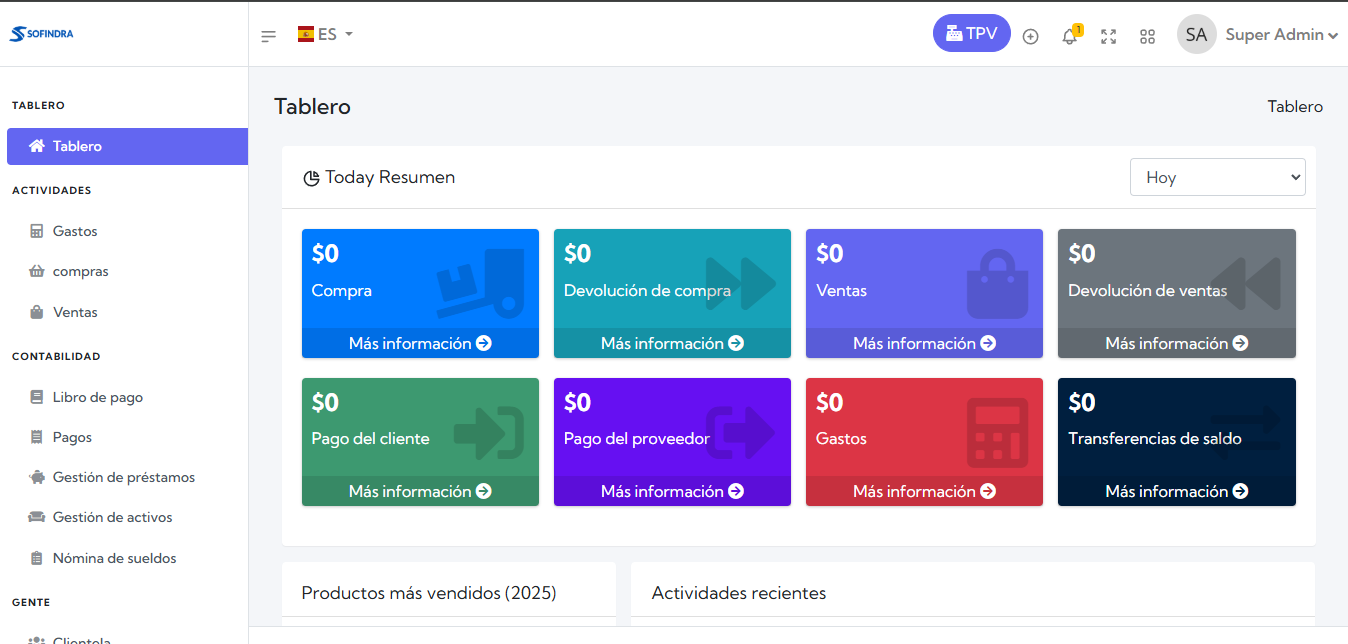 SOFINDRA
ES
TPV
1
SA
Super Admin
TABLERO
Tablero
ACTIVIDADES
Gastos
compras
Ventas
CONTABILIDAD
Libro de pago
Pagos
Gestión de préstamos
Gestión de activos
Nómina de sueldos
GENTE
Clientela
Tablero
Tablero
Today Resumen
Hoy
$0
Compra
Más información
$0
Devolución de compra
Más información
$0
Ventas
Más información
$0
Devolución de ventas
Más información
$0
Pago del cliente
Más información
$0
Pago del proveedor
Más información
$0
Gastos
Más información
$0
Transferencias de saldo
Más información
Productos más vendidos (2025)
Actividades recientes